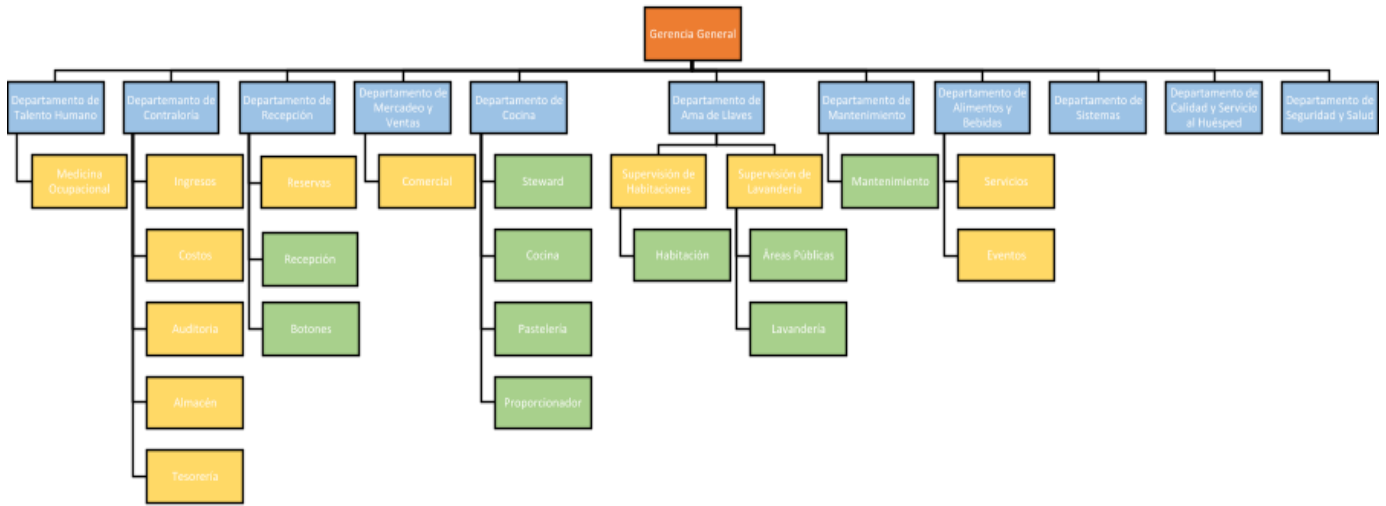 Gerencia General
Departamento de
Talento Humano
Departemanto de
Contraloría
Departamento de
Recepción
Departamento de
Mercadeo y
Ventas
Departamento de
Cocina
Departamento de
Ama de Llaves
Departamento de
Mantenimiento
Departamento de
Alimentos y
Bebidas
Departamento de
Sistemas
Departamento de
Calidad y Servicio
al Huésped
Departamento de
Seguridad y Salud
Medicina
Ocupacional
Ingresos
Reservas
Comercial
Steward
Supervisión de
Habitaciones
Supervisión de
Lavandería
Mantenimiento
Servicios
Costos
Recepción
Cocina
Habitación
Áreas Públicas
Eventos
Auditoría
Botones
Pastelería
Lavandería
Almacén
Proporcionador
Tesorería